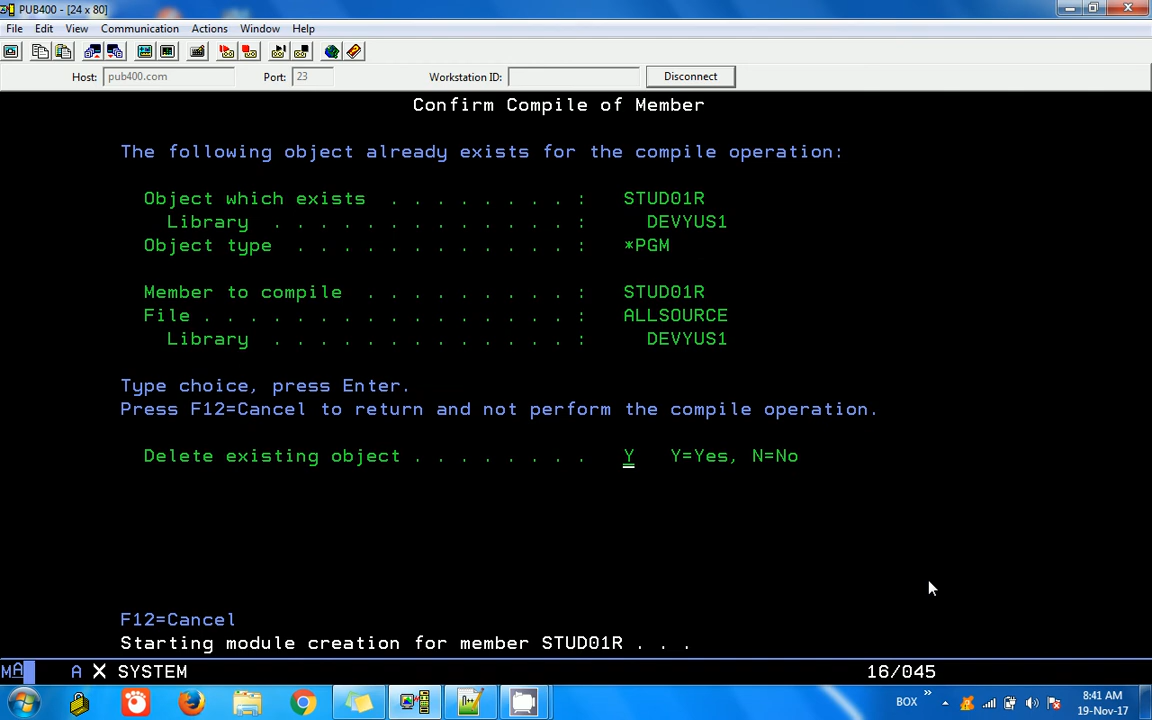 PUB400 - [24 x 80]
File Edit View Communication Actions Window Help
Host: pub400.com Port: 23 Workstation ID: Disconnect
Confirm Compile of Member
The following object already exists for the compile operation:
Object which exists . . . . . . . . : STUD01R
Library . . . . . . . . . . . . . : DEVYUS1
Object type . . . . . . . . . . . : *PGM
Member to compile . . . . . . . . . : STUD01R
File . . . . . . . . . . . . . . . . : ALLSOURCE
Library . . . . . . . . . . . . . : DEVYUS1
Type choice, press Enter.
Press F12=Cancel to return and not perform the compile operation.
Delete existing object . . . . . . . . Y Y=Yes, N=No
F12=Cancel
Starting module creation for member STUD01R . . .
MA A X SYSTEM 16/045
BOX » 8:41 AM
19-Nov-17